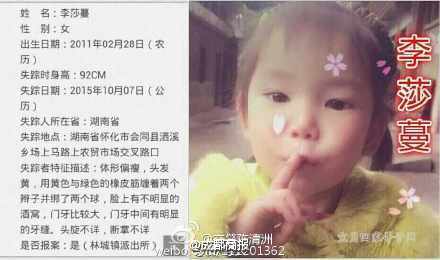 姓 名：李莎蔓
性 别：女
出生日期：2011年02月28日（农
历）
失踪时身高：92CM
失踪日期：2015年10月07日（公
历）
失踪人所在省：湖南省
失踪地点：湖南省怀化市会同县洒溪
乡场上马路上农贸市场交叉路口
失踪者特征描述：体形偏瘦，头发
黄，用黄色与绿色的橡皮筋缠着两个
辫子并绑了两个球，脸上有不明显的
酒窝，门牙比较大，门牙中间有明显
的牙缝。头旋不详，断掌不详
是否报案：是（林城镇派出所）
李莎蔓
@成都商报